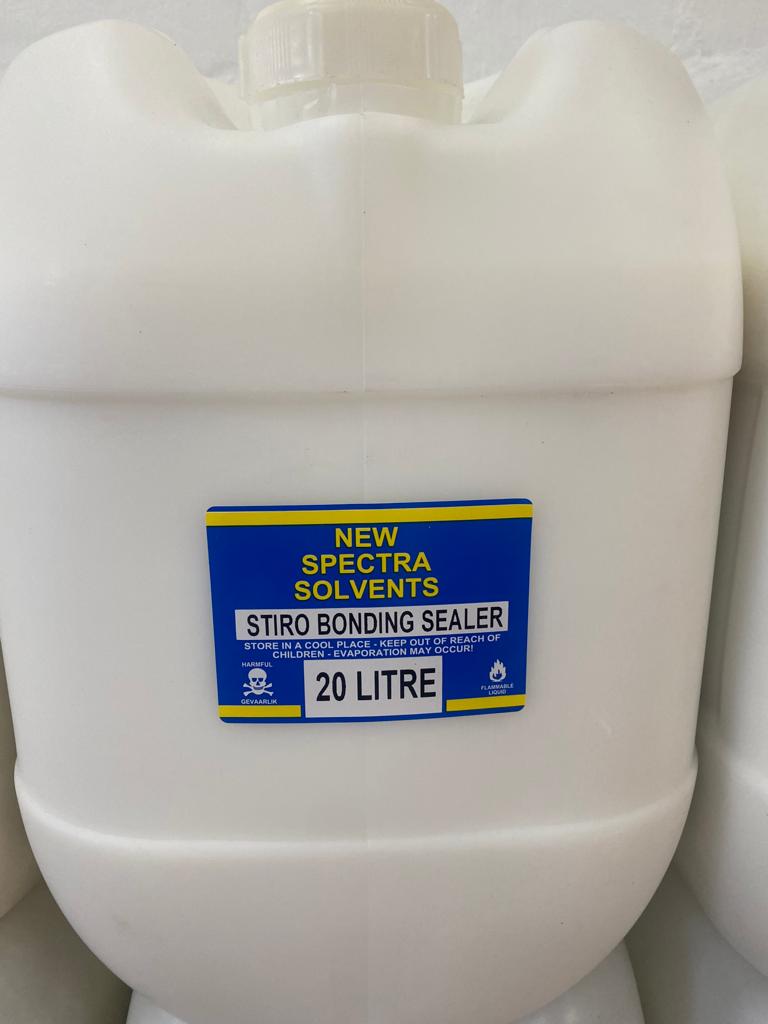 NEW
SPECTRA
SOLVENTS
STIRO BONDING SEALER
STORE IN A COOL PLACE - KEEP OUT OF REACH OF
CHILDREN - EVAPORATION MAY OCCUR!
HARMFUL
GEVAARLIK
20 LITRE
FLAMMABLE
LIQUID